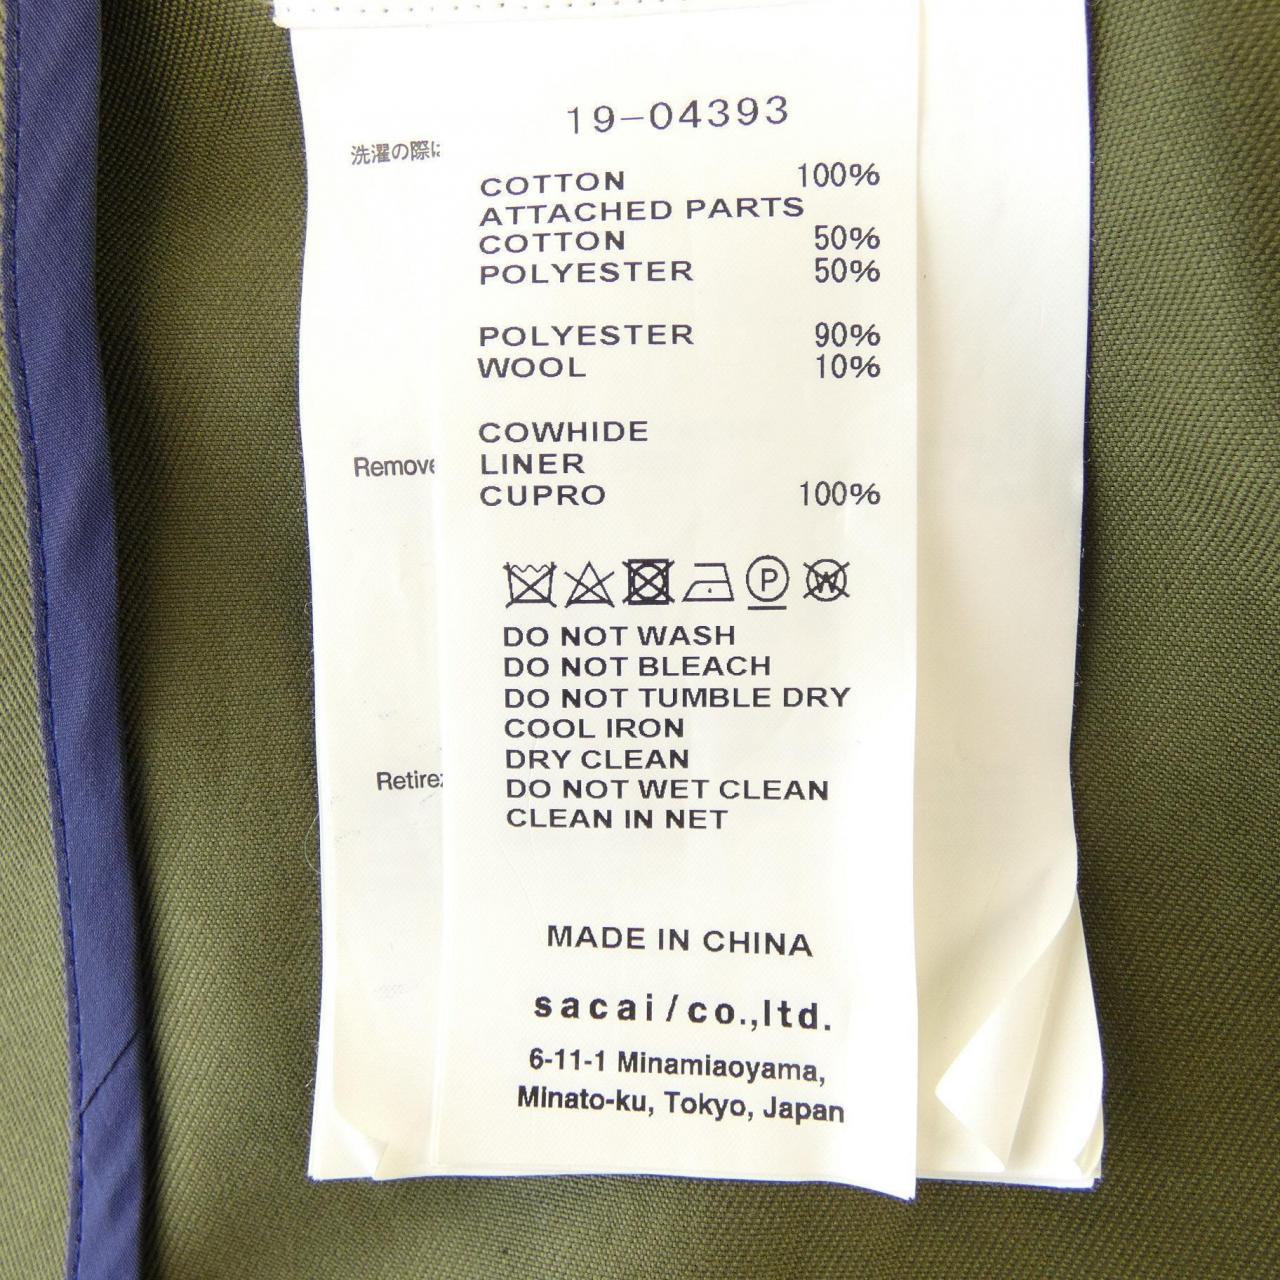 19-04393
洗濯の際に
COTTON 100%
ATTACHED PARTS
COTTON 50%
POLYESTER 50%
POLYESTER 90%
WOOL 10%
COWHIDE
Remove
LINER
CUPRO 100%
P W
DO NOT WASH
DO NOT BLEACH
DO NOT TUMBLE DRY
COOL IRON
DRY CLEAN
Retirez
DO NOT WET CLEAN
CLEAN IN NET
MADE IN CHINA
sacai/co.,ltd.
6-11-1 Minamiaoyama,
Minato-ku, Tokyo, Japan